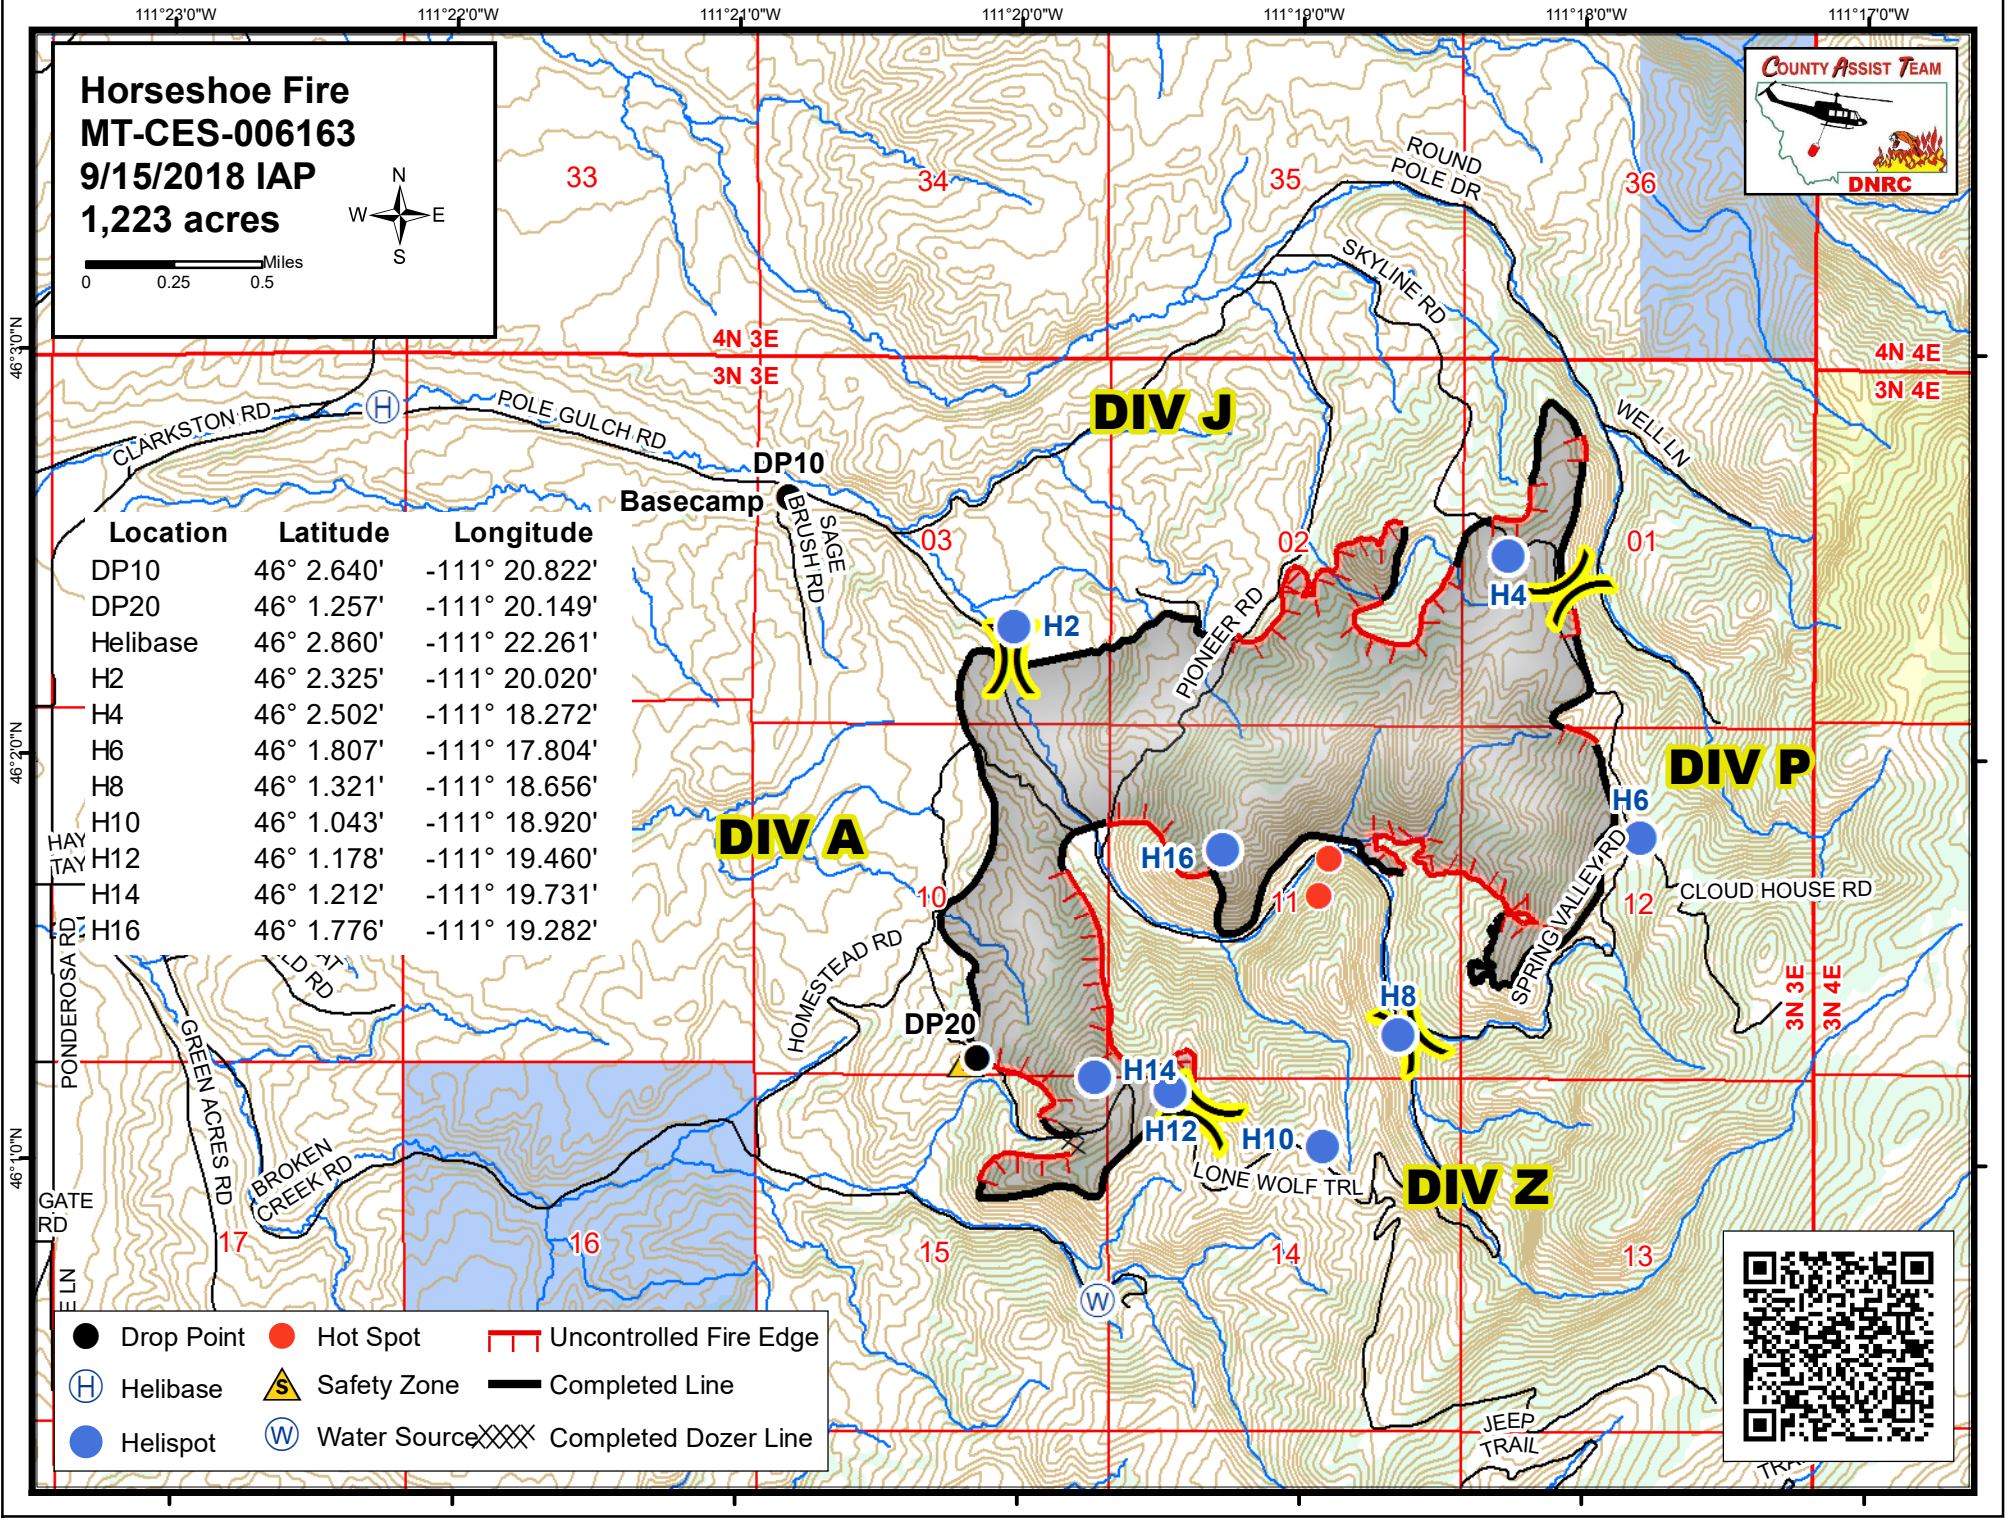 111°23'0"W 111°22'0"W 111°21'0"W 111°20'0"W 111°19'0"W 111°18'0"W 111°17'0"W
Horseshoe Fire
MT-CES-006163
9/15/2018 IAP
1,223 acres
N
W E
S
Miles
0 0.25 0.5
COUNTY ASSIST TEAM
DNRC
33
34
35
36
ROUND
POLE DR
SKYLINE RD
46°3'0"N
4N 3E
3N 3E
4N 4E
3N 4E
CLARKSTON RD
H
POLE GULCH RD
DIV J
WELL LN
DP10
Basecamp
SAGE
BRUSH RD
03
02
01
Location Latitude Longitude
DP10 46° 2.640' -111° 20.822'
DP20 46° 1.257' -111° 20.149'
Helibase 46° 2.860' -111° 22.261'
H2 46° 2.325' -111° 20.020'
H4 46° 2.502' -111° 18.272'
H6 46° 1.807' -111° 17.804'
H8 46° 1.321' -111° 18.656'
H10 46° 1.043' -111° 18.920'
H12 46° 1.178' -111° 19.460'
H14 46° 1.212' -111° 19.731'
H16 46° 1.776' -111° 19.282'
H4
H2
PIONEER RD
46°2'0"N
DIV P
H6
DIV A
HAY
TAY
H16
10
11
12
SPRING VALLEY RD
CLOUD HOUSE RD
PONDEROSA RD
AT
LD RD
HOMESTEAD RD
3N 3E
3N 4E
H8
DP20
GREEN ACRES RD
H14
H12
H10
46°1'0"N
BROKEN
CREEK RD
LONE WOLF TRL
DIV Z
GATE
RD
17
16
15
14
13
E LN
W
Drop Point
Hot Spot
Uncontrolled Fire Edge
H Helibase
S Safety Zone
Completed Line
Helispot
W Water Source
Completed Dozer Line
JEEP
TRAIL